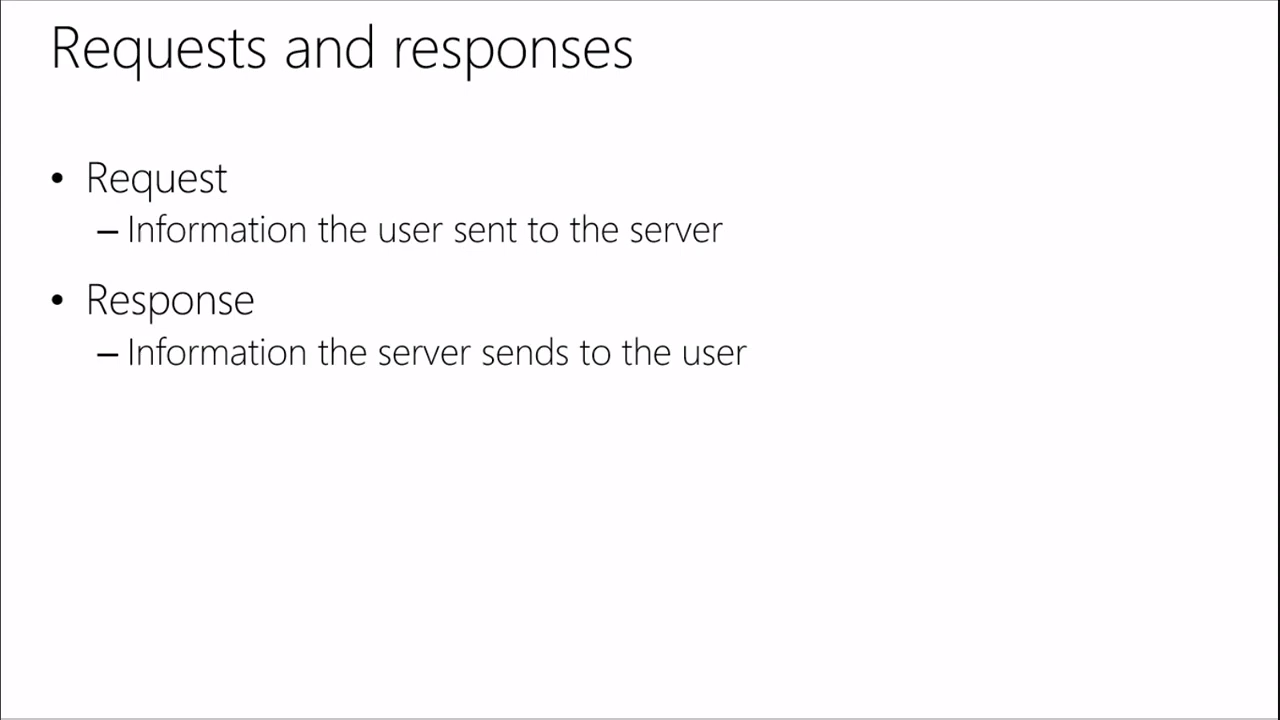 Requests and responses
• Request
– Information the user sent to the server
• Response
– Information the server sends to the user